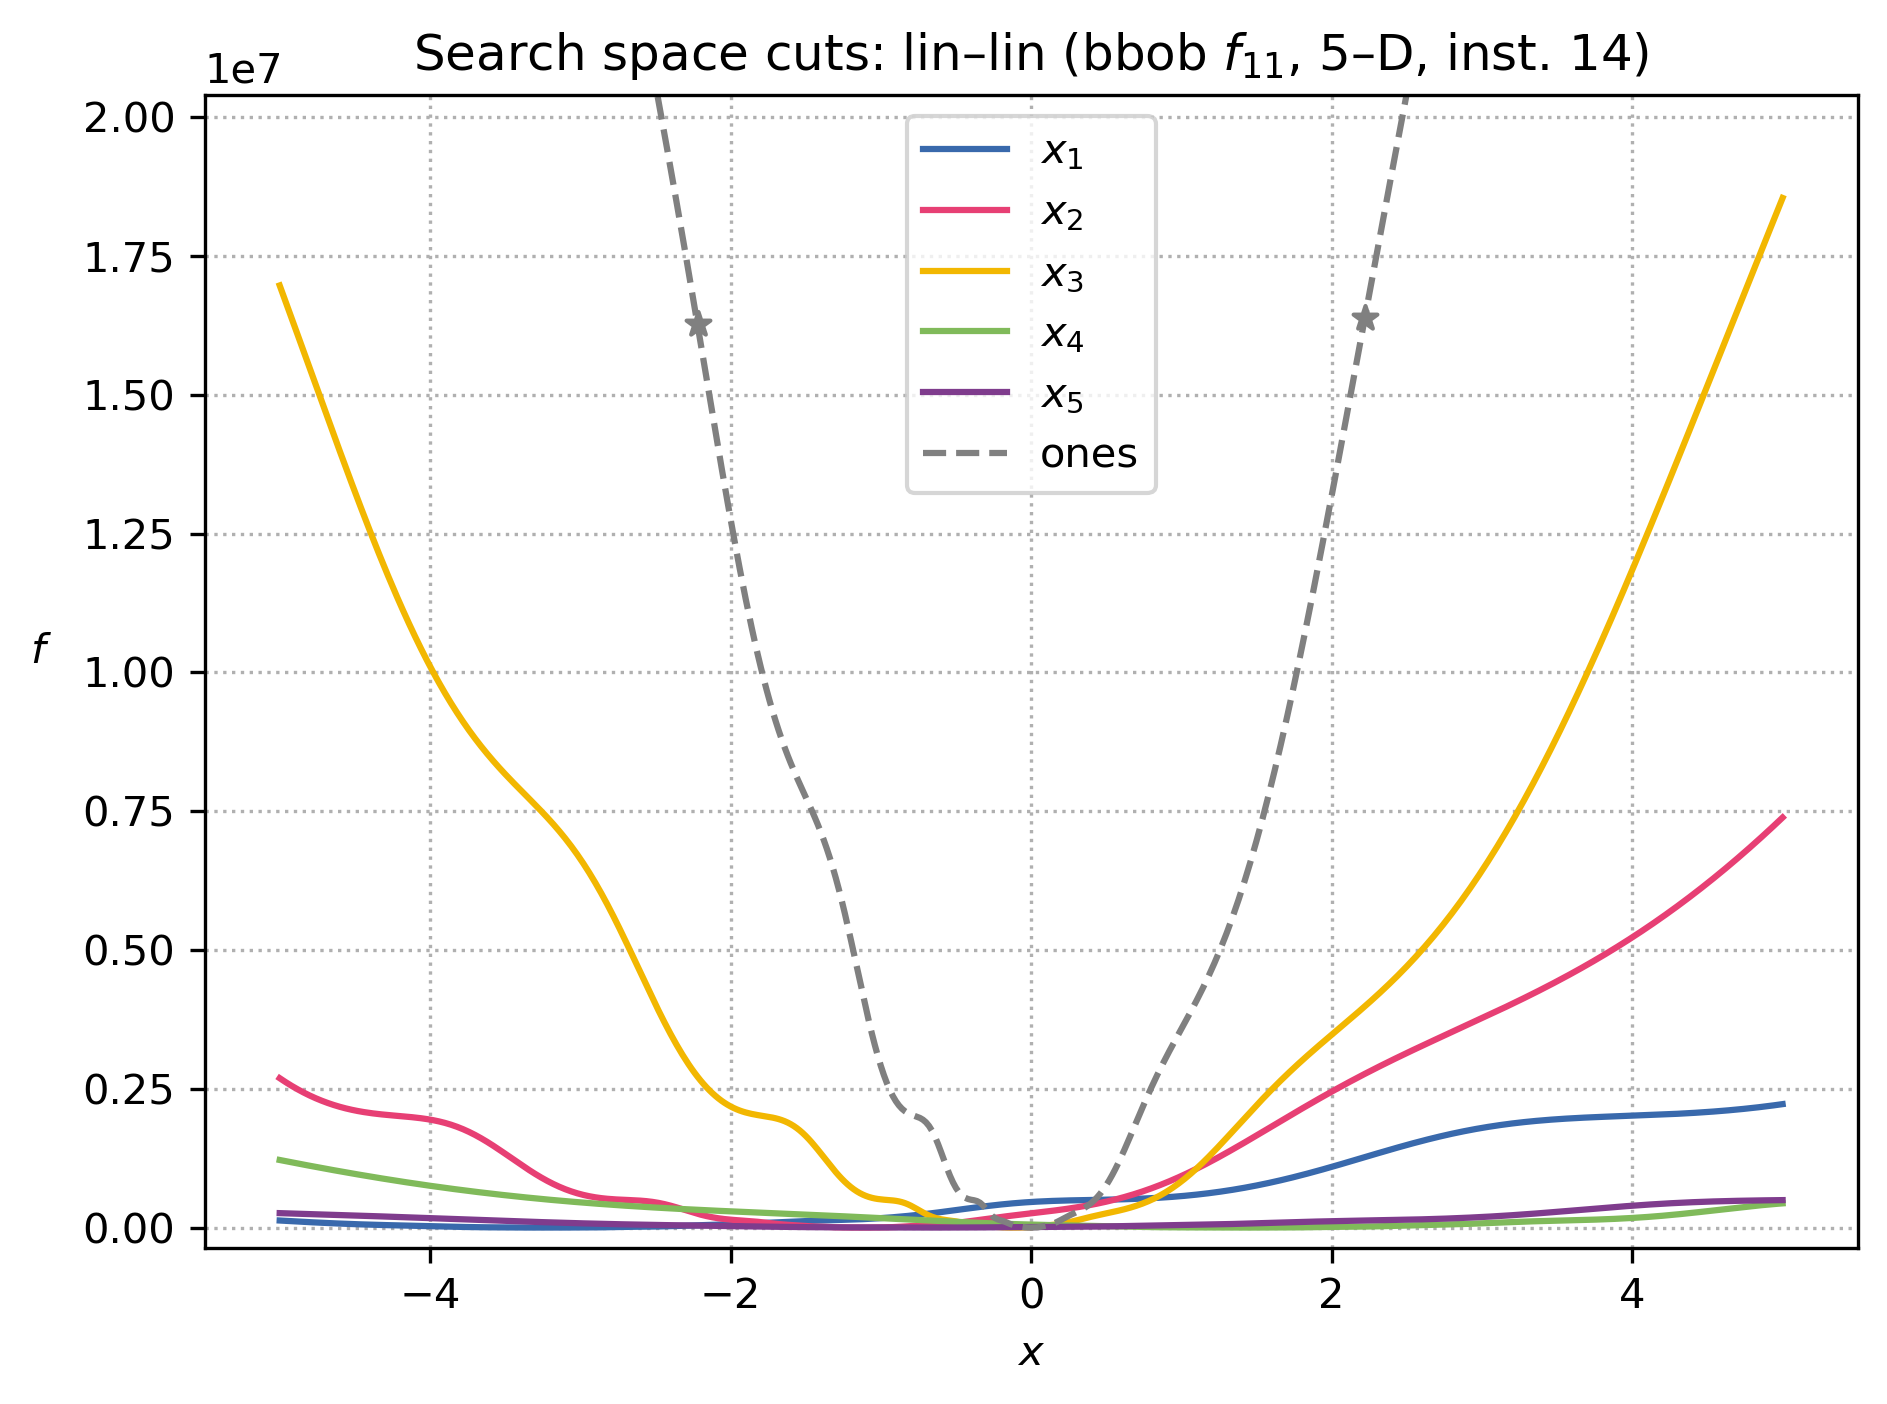 Search space cuts: lin–lin (bbob f₁₁, 5–D, inst. 14)
1e7
2.00
1.75
1.50
1.25
1.00
0.75
0.50
0.25
0.00
f
x₁
x₂
x₃
x₄
x₅
ones
−4
−2
0
2
4
x